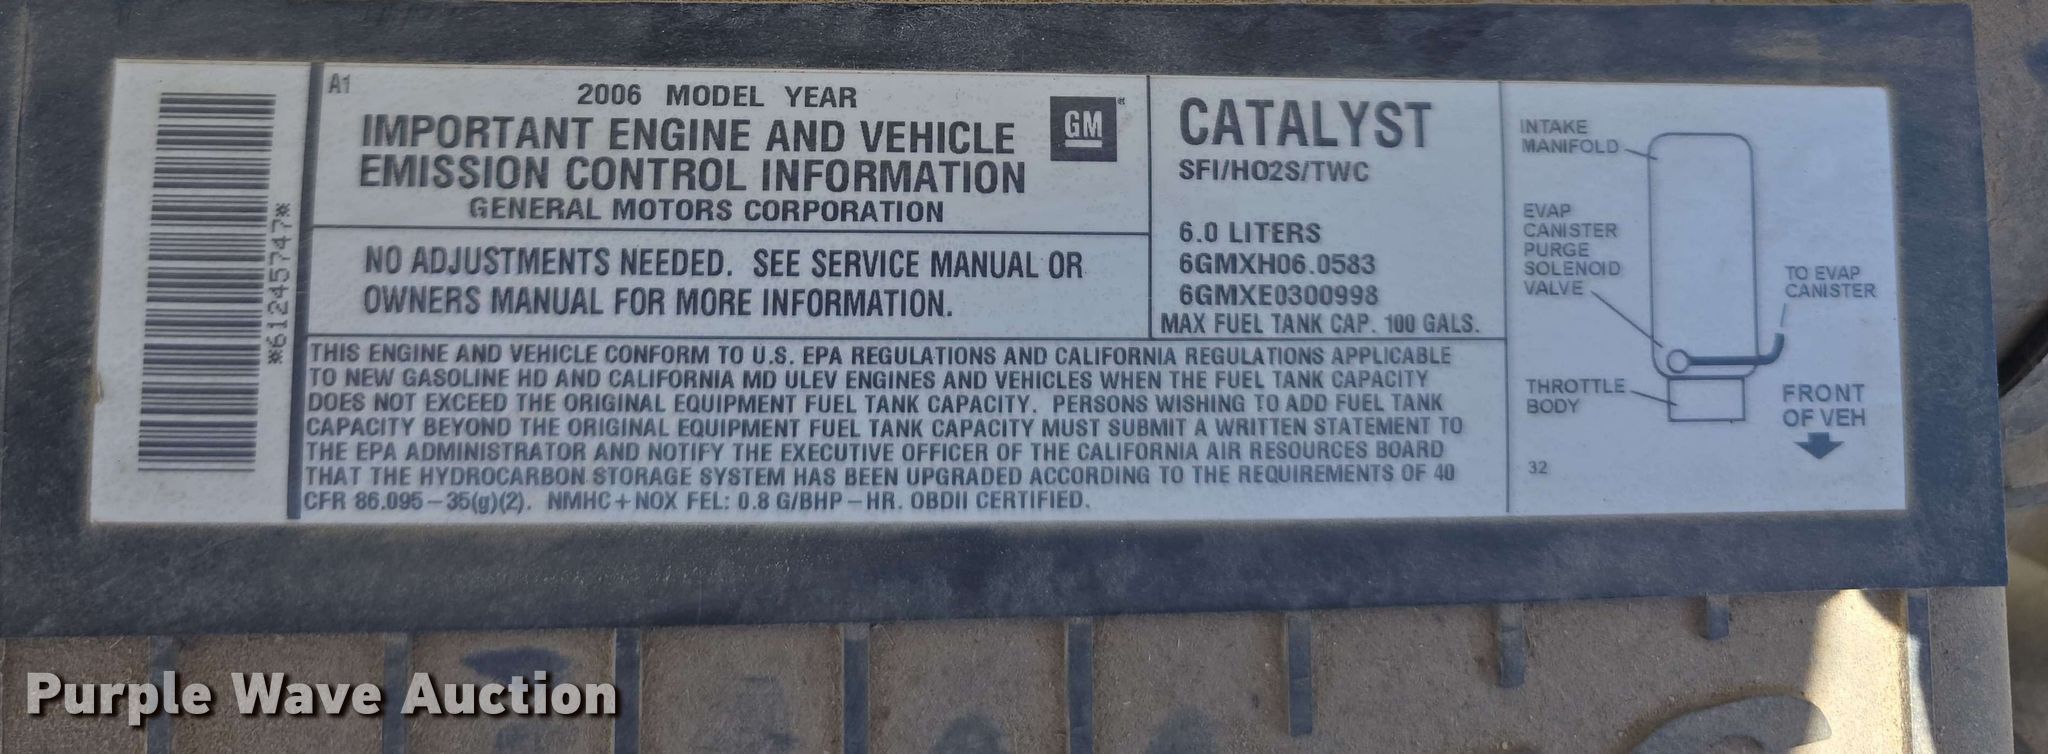 *61245747*
A1
2006 MODEL YEAR
IMPORTANT ENGINE AND VEHICLE
EMISSION CONTROL INFORMATION
GENERAL MOTORS CORPORATION
GM
NO ADJUSTMENTS NEEDED. SEE SERVICE MANUAL OR
OWNERS MANUAL FOR MORE INFORMATION.
CATALYST
SFI/HO2S/TWC
6.0 LITERS
6GMXH06.0583
6GMXE0300998
MAX FUEL TANK CAP. 100 GALS.
THIS ENGINE AND VEHICLE CONFORM TO U.S. EPA REGULATIONS AND CALIFORNIA REGULATIONS APPLICABLE
TO NEW GASOLINE HD AND CALIFORNIA MD ULEV ENGINES AND VEHICLES WHEN THE FUEL TANK CAPACITY
DOES NOT EXCEED THE ORIGINAL EQUIPMENT FUEL TANK CAPACITY. PERSONS WISHING TO ADD FUEL TANK
CAPACITY BEYOND THE ORIGINAL EQUIPMENT FUEL TANK CAPACITY MUST SUBMIT A WRITTEN STATEMENT TO
THE EPA ADMINISTRATOR AND NOTIFY THE EXECUTIVE OFFICER OF THE CALIFORNIA AIR RESOURCES BOARD
THAT THE HYDROCARBON STORAGE SYSTEM HAS BEEN UPGRADED ACCORDING TO THE REQUIREMENTS OF 40
CFR 86.095-35(g)(2). NMHC+NOX FEL: 0.8 G/BHP-HR. OBDII CERTIFIED.
INTAKE
MANIFOLD
EVAP
CANISTER
PURGE
SOLENOID
VALVE
TO EVAP
CANISTER
THROTTLE
BODY
FRONT
OF VEH
32
Purple Wave Auction